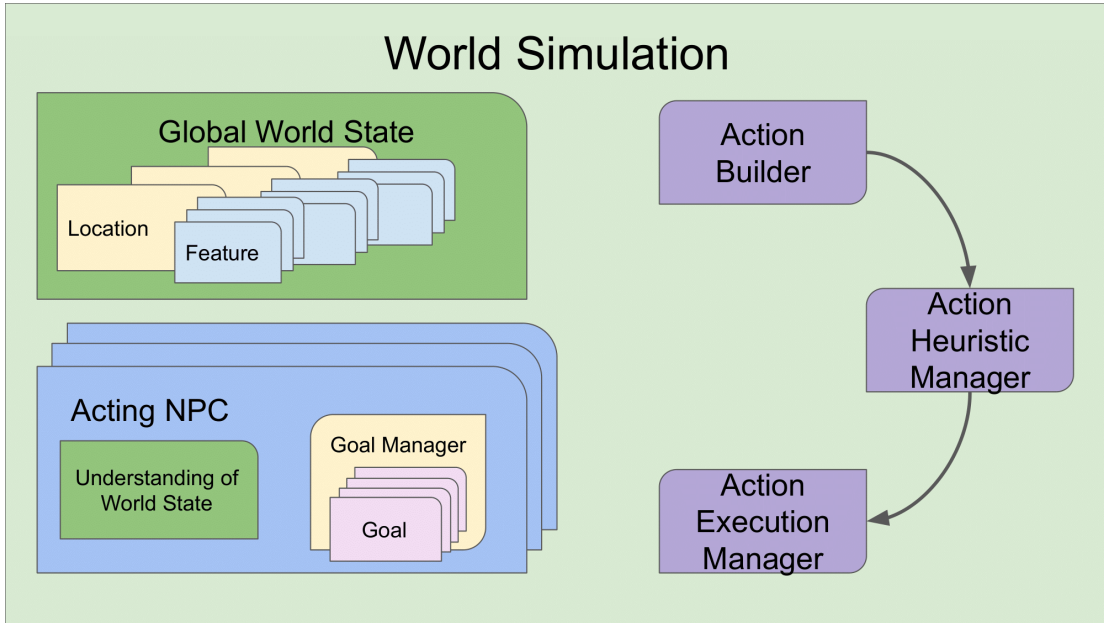 World Simulation
Global World State
Location
Feature
Acting NPC
Understanding of
World State
Goal Manager
Goal
Action
Builder
Action
Heuristic
Manager
Action
Execution
Manager